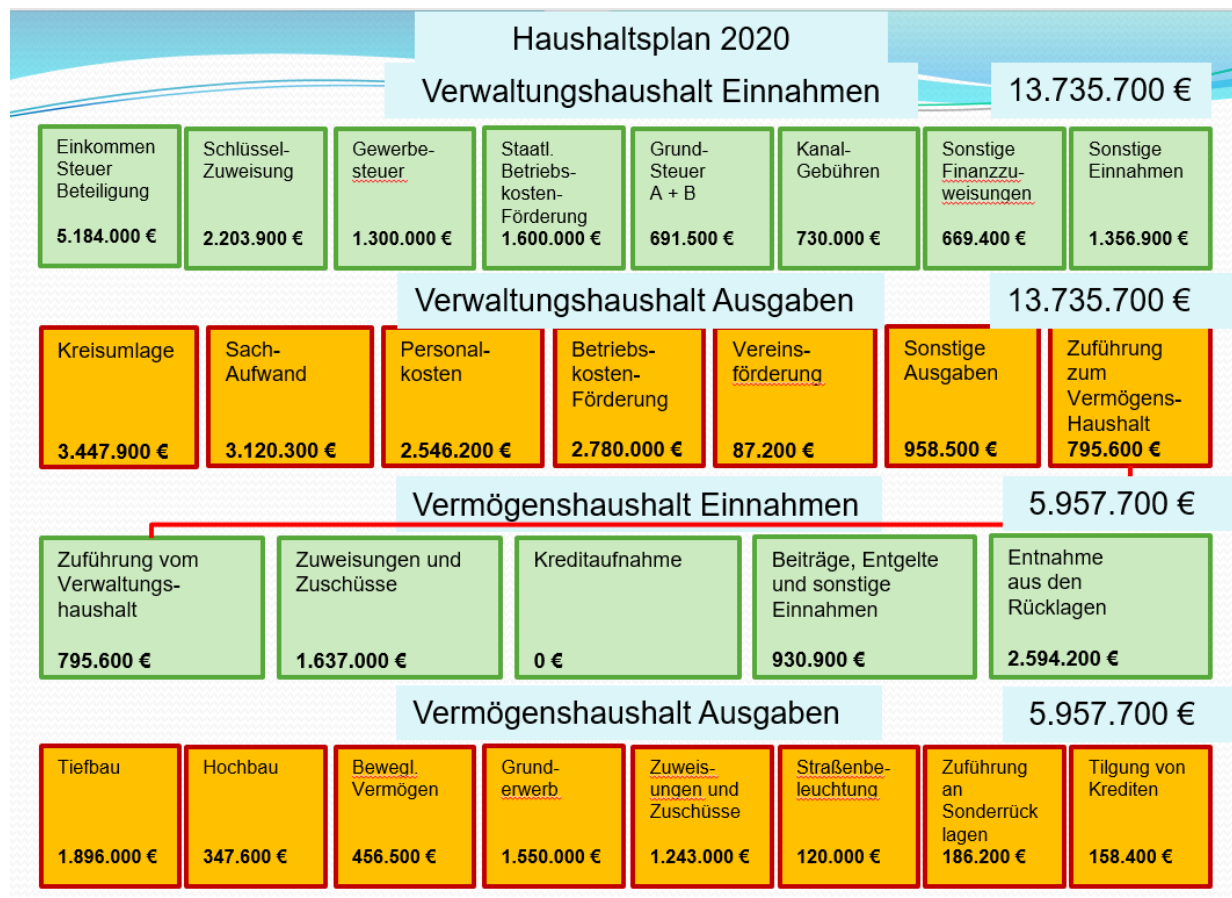 Haushaltsplan 2020
Verwaltungshaushalt Einnahmen
13.735.700 €
Einkommen
Steuer
Beteiligung
5.184.000 €
Schlüssel-
Zuweisung
2.203.900 €
Gewerbe-
steuer
1.300.000 €
Staatl.
Betriebs-
kosten-
Förderung
1.600.000 €
Grund-
Steuer
A + B
691.500 €
Kanal-
Gebühren
730.000 €
Sonstige
Finanzzu-
weisungen
669.400 €
Sonstige
Einnahmen
1.356.900 €
Verwaltungshaushalt Ausgaben
13.735.700 €
Kreisumlage
3.447.900 €
Sach-
Aufwand
3.120.300 €
Personal-
kosten
2.546.200 €
Betriebs-
kosten-
Förderung
2.780.000 €
Vereins-
förderung
87.200 €
Sonstige
Ausgaben
958.500 €
Zuführung
zum
Vermögens-
Haushalt
795.600 €
Vermögenshaushalt Einnahmen
5.957.700 €
Zuführung vom
Verwaltungs-
haushalt
795.600 €
Zuweisungen und
Zuschüsse
1.637.000 €
Kreditaufnahme
0 €
Beiträge, Entgelte
und sonstige
Einnahmen
930.900 €
Entnahme
aus den
Rücklagen
2.594.200 €
Vermögenshaushalt Ausgaben
5.957.700 €
Tiefbau
1.896.000 €
Hochbau
347.600 €
Bewegl.
Vermögen
456.500 €
Grund-
erwerb
1.550.000 €
Zuweis-
ungen und
Zuschüsse
1.243.000 €
Straßenbe-
leuchtung
120.000 €
Zuführung
an
Sonderrück
lagen
186.200 €
Tilgung von
Krediten
158.400 €